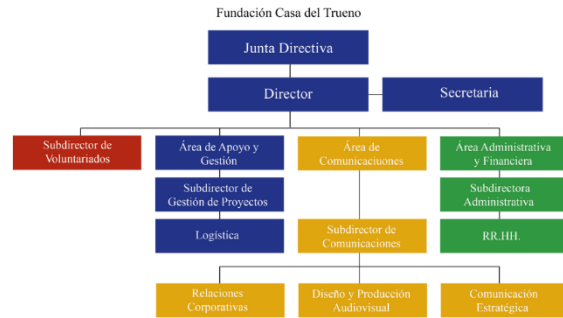 Fundación Casa del Trueno
Junta Directiva
Director
Secretaria
Subdirector de
Voluntariados
Área de Apoyo y
Gestión
Área de
Comunicaciuones
Área Administrativa
y Financiera
Subdirector de
Gestión de Proyectos
Subdirectora
Administrativa
Logística
Subdirector de
Comunicaciones
RR.HH.
Relaciones
Corporativas
Diseño y Producción
Audiovisual
Comunicación
Estratégica